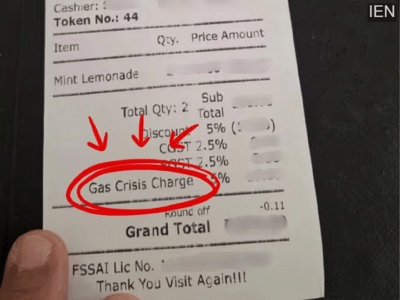 IEN
Cashier: S
Token No.: 44
Item Qty. Price Amount
Mint Lemonade 2
Total Qty: 2 Sub Total
Discount 5% (
CGST 2.5%
2.5%
Gas Crisis Charge 5%
Round off -0.11
Grand Total
FSSAI Lic No.
Thank You Visit Again!!!